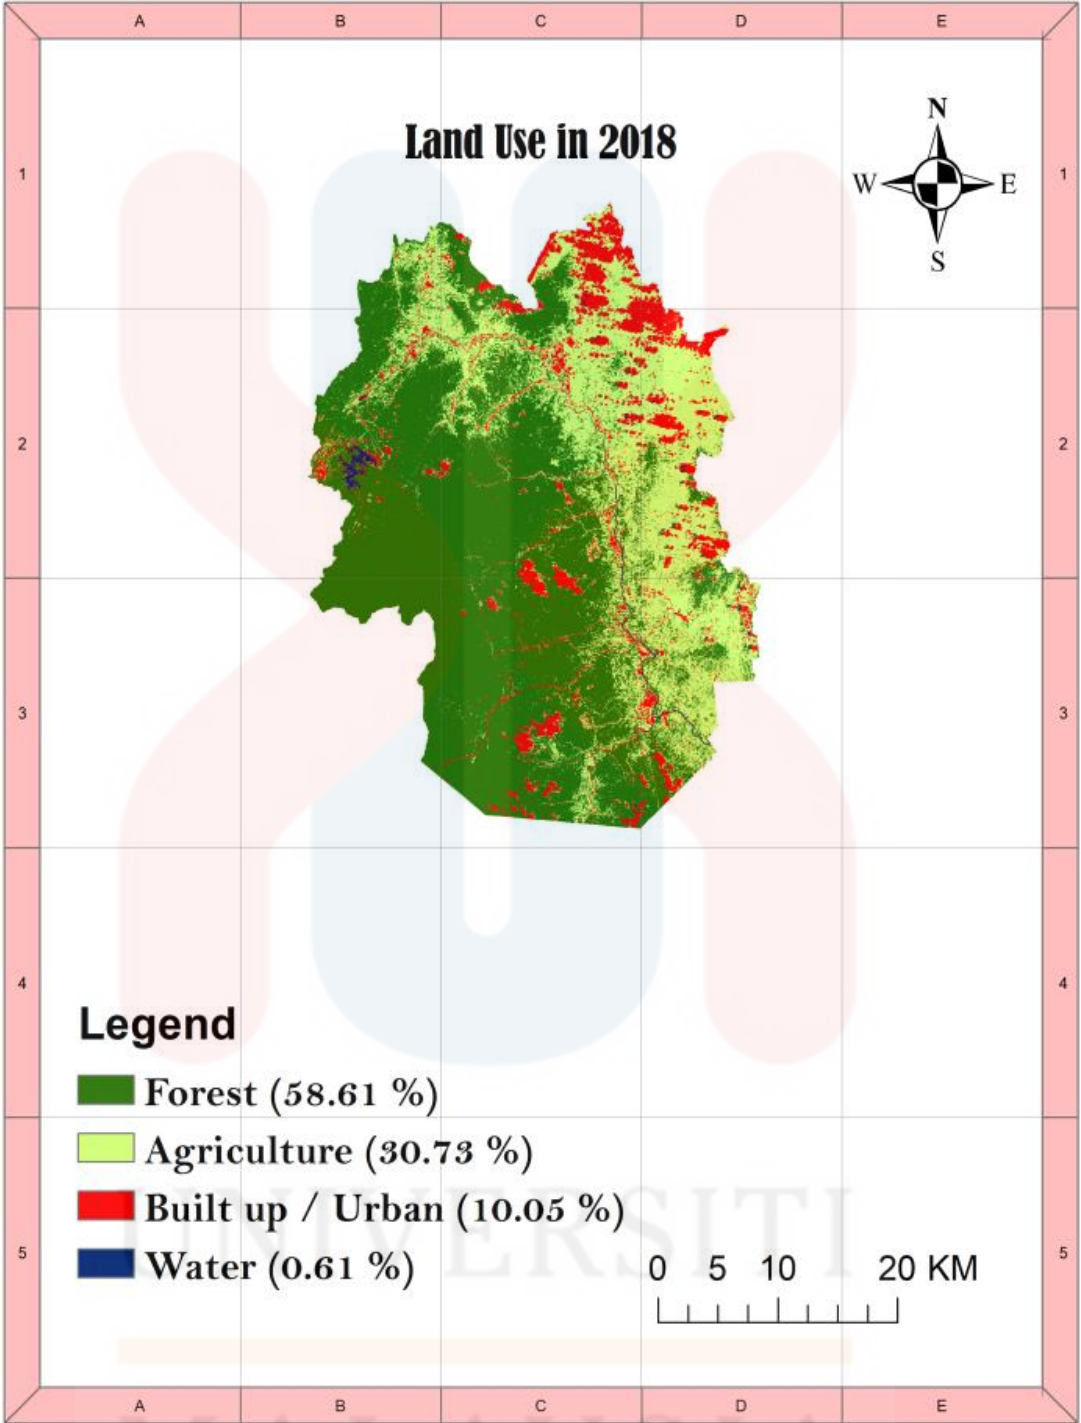 A B C D E
Land Use in 2018
N
W E
S
1 1
2 2
3 3
4 4
Legend
Forest (58.61 %)
Agriculture (30.73 %)
Built up / Urban (10.05 %)
UNIVERSITI
Water (0.61 %)
5 5
0 5 10 20 KM
A B C D E